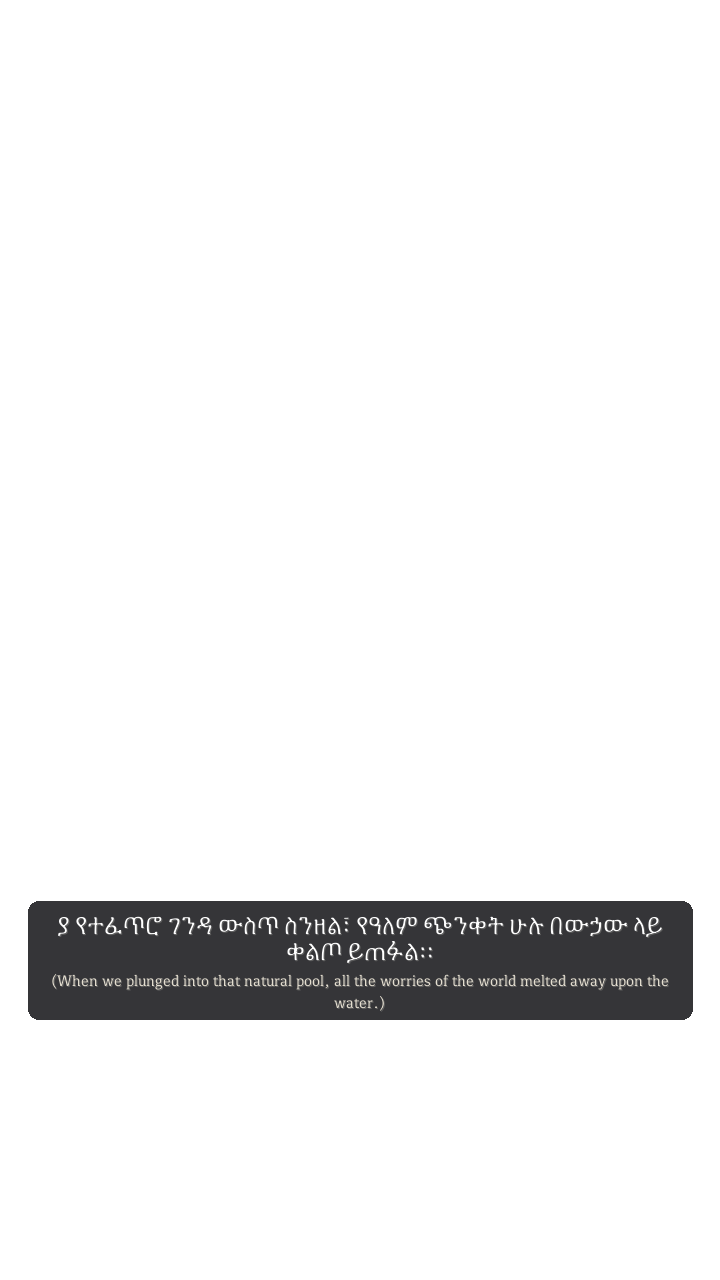 ያ የተፈጥሮ ገንዳ ውስጥ ስንዘል፣ የዓለም ጭንቀት ሁሉ በውኃው ላይ
ቀልጦ ይጠፉል፡፡
(When we plunged into that natural pool, all the worries of the world melted away upon the
water.)